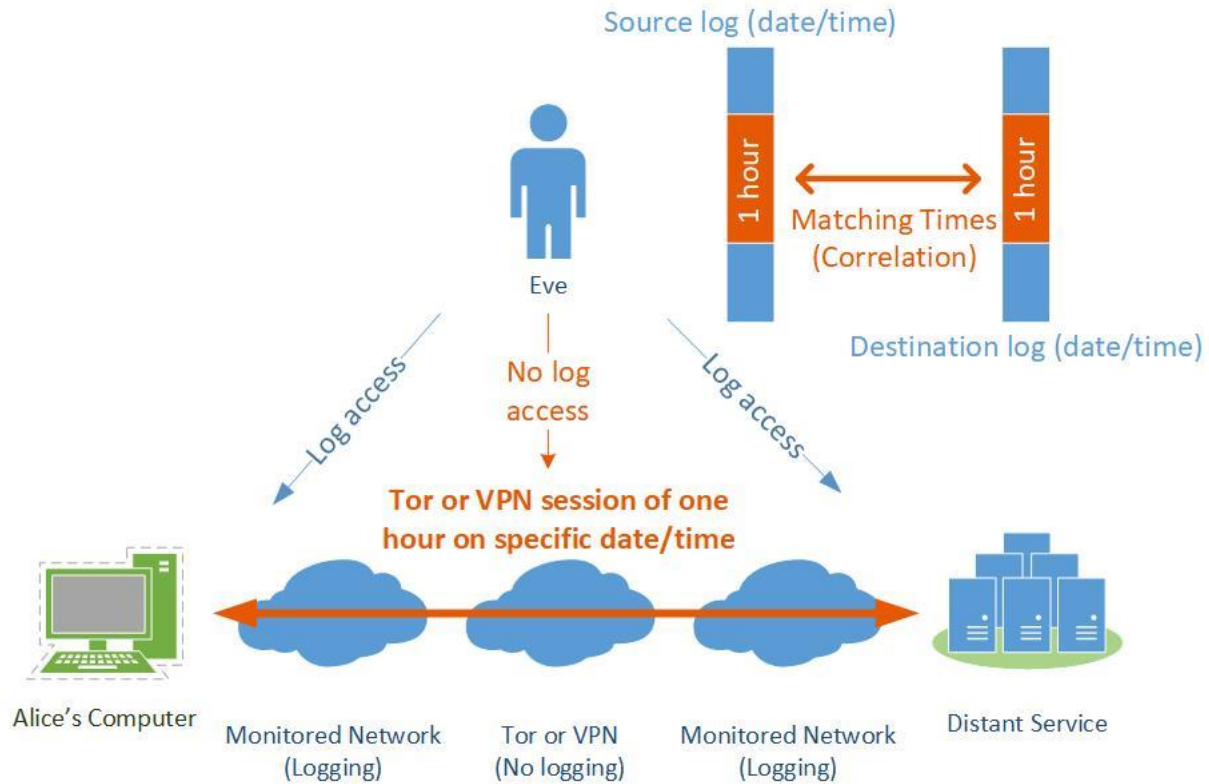 Source log (date/time)
1 hour
1 hour
Matching Times
(Correlation)
Destination log (date/time)
Eve
Log access
No log
access
Log access
Tor or VPN session of one
hour on specific date/time
Alice's Computer
Monitored Network
(Logging)
Tor or VPN
(No logging)
Monitored Network
(Logging)
Distant Service